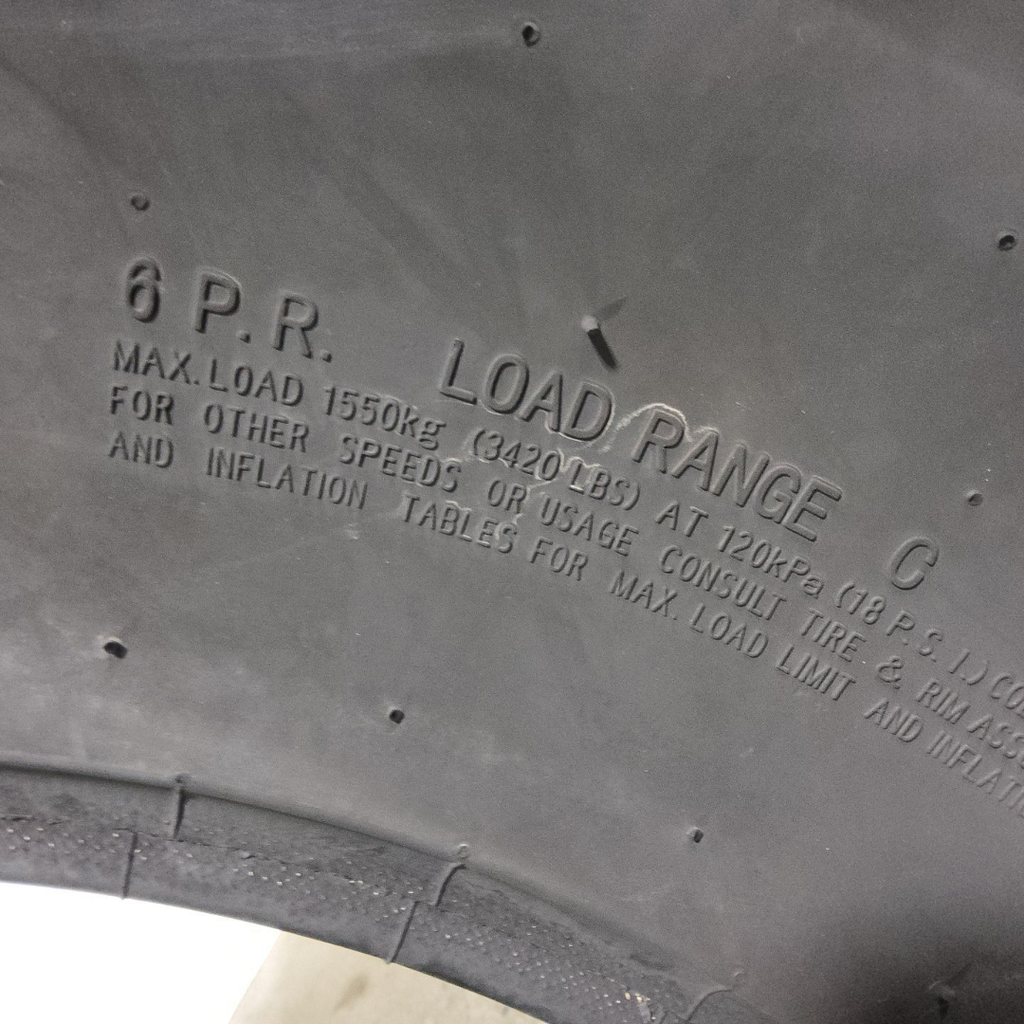 6 P.R. LOAD RANGE C
MAX. LOAD 1550kg (3420 LBS) AT 120kPa (18 P.S.I.)
FOR OTHER SPEEDS OR USAGE CONSULT TIRE & RIM
AND INFLATION TABLES FOR MAX. LOAD LIMIT AND